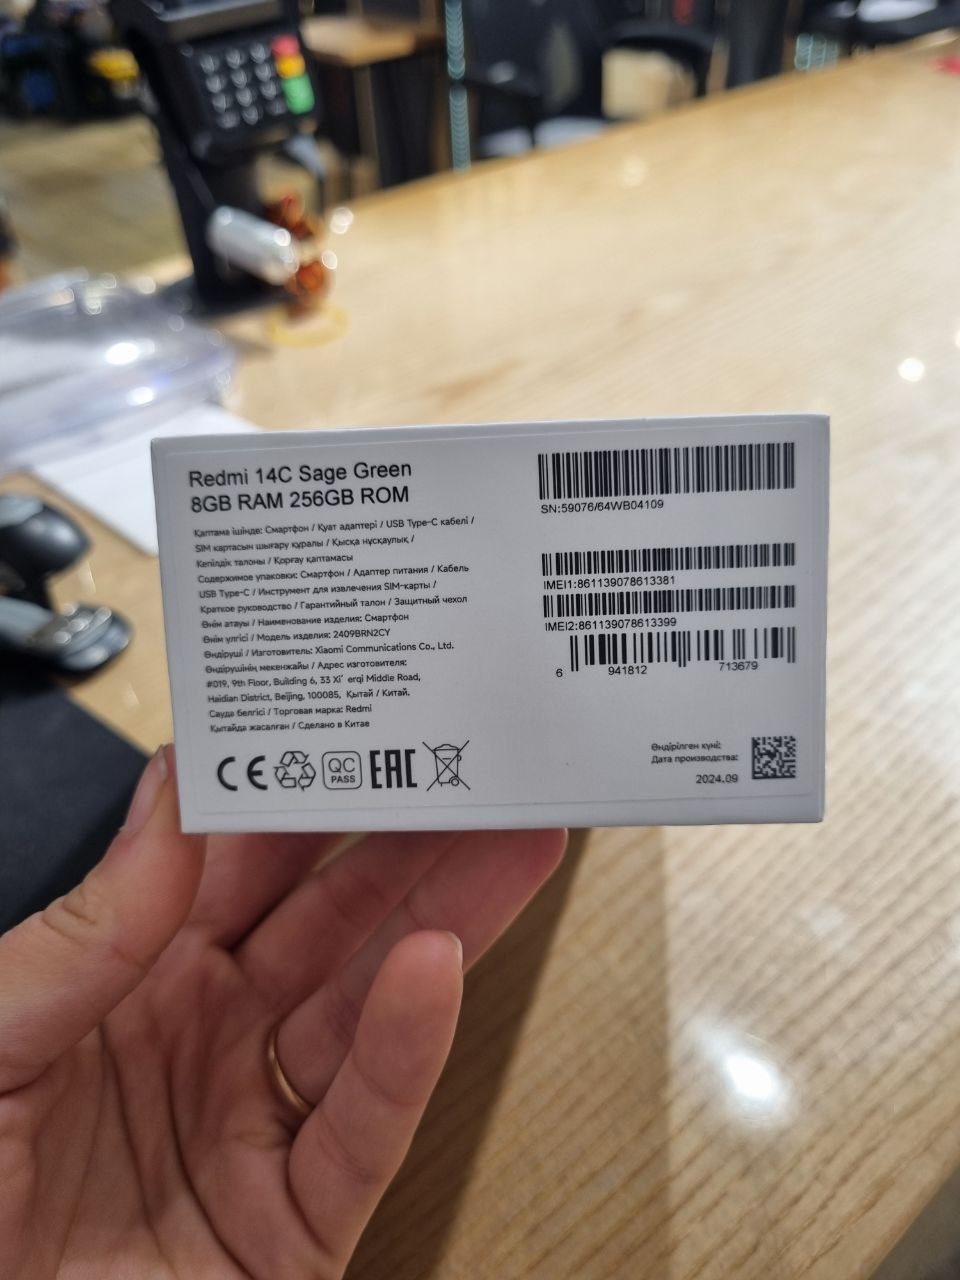 Redmi 14C Sage Green
8GB RAM 256GB ROM
Қаптама ішінде: Смартфон / Қуат адаптері / USB Type-C кабелі /
SIM картасын шығару құралы / Қысқа нұсқаулық /
Кепілдік талоны / Қорғау қаптамасы
Содержимое упаковки: Смартфон / Адаптер питания / Кабель
USB Type-C / Инструмент для извлечения SIM-карты /
Краткое руководство / Гарантийный талон / Защитный чехол
Өнім атауы / Наименование изделия: Смартфон
Өнім үлгісі / Модель изделия: 2409BRN2CY
Өндіруші / Изготовитель: Xiaomi Communications Co., Ltd.
Өндірушінің мекенжайы / Адрес изготовителя:
#019, 9th Floor, Building 6, 33 Xi' erqi Middle Road,
Haidian District, Beijing, 100085, Қытай / Китай.
Сауда белгісі / Торговая марка: Redmi
Қытайда жасалған / Сделано в Китае
CE
QC
PASS
EAC
SN:59076/64WB04109
IMEI1:861139078613381
IMEI2:861139078613399
6 941812 713679
Өндірілген күні:
Дата производства:
2024.09